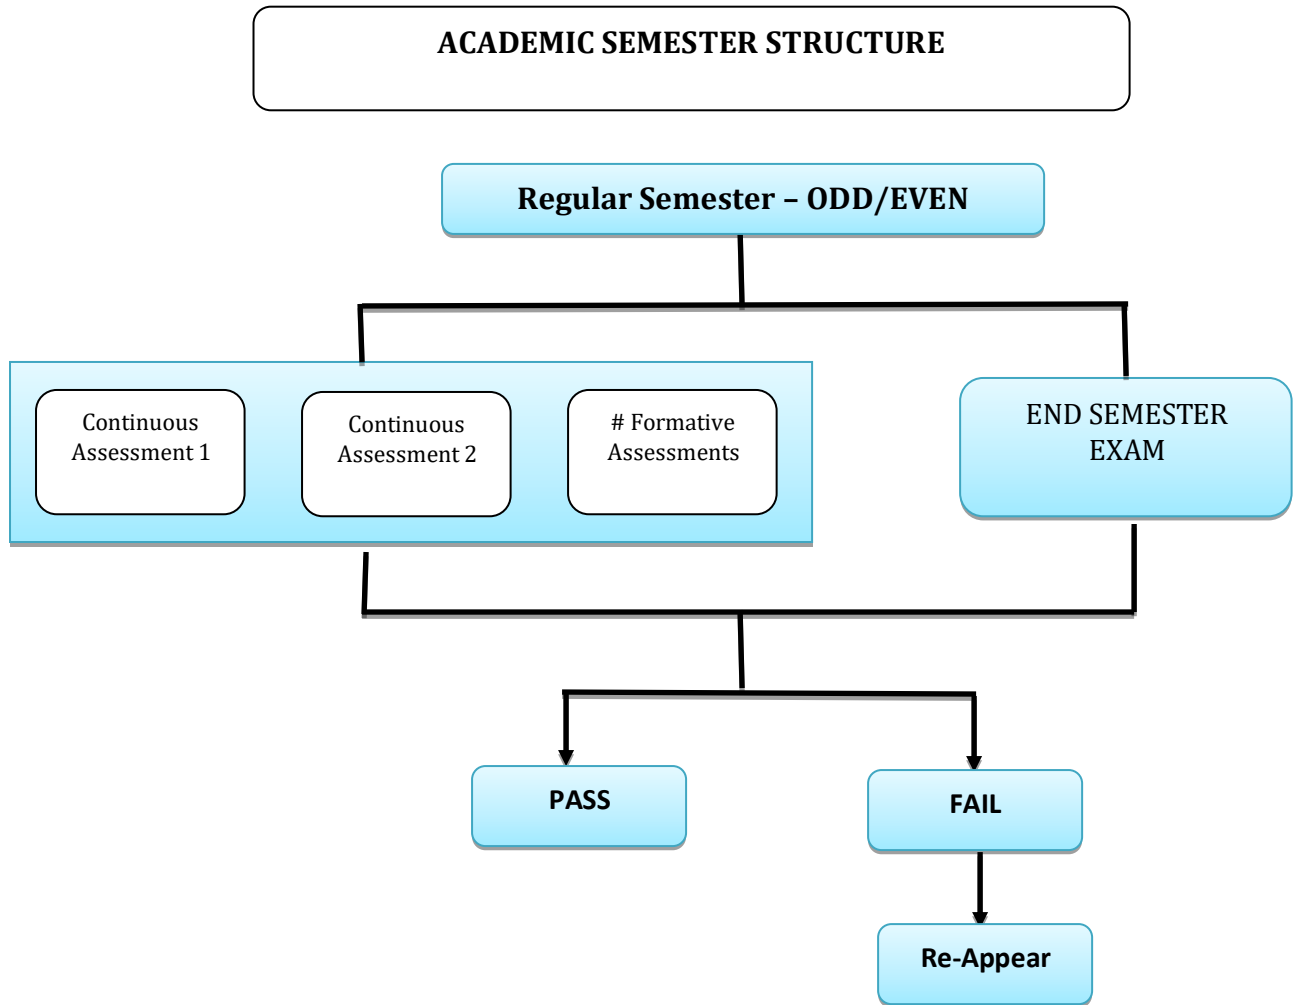 ACADEMIC SEMESTER STRUCTURE
Regular Semester – ODD/EVEN
Continuous
Assessment 1
Continuous
Assessment 2
# Formative
Assessments
END SEMESTER
EXAM
PASS
FAIL
Re-Appear